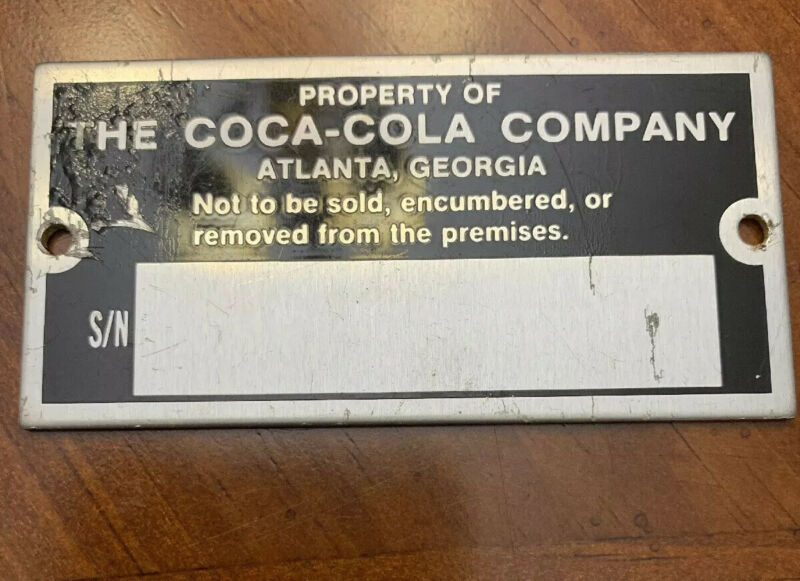 PROPERTY OF
THE COCA-COLA COMPANY
ATLANTA, GEORGIA
Not to be sold, encumbered, or
removed from the premises.
S/N